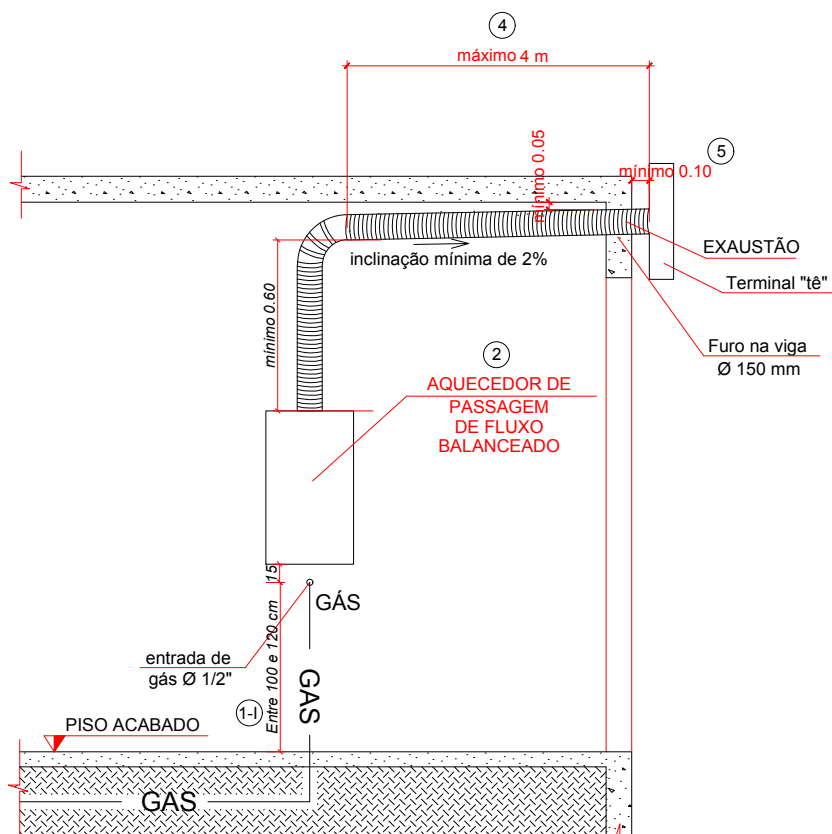 4
máximo 4 m
mínimo 0.05
5
mínimo 0.10
EXAUSTÃO
inclinação mínima de 2%
Terminal "tê"
mínimo 0.60
Furo na viga
Ø 150 mm
2
AQUECEDOR DE
PASSAGEM
DE FLUXO
BALANCEADO
15
GÁS
entrada de
gás Ø 1/2"
Entre 100 e 120 cm
GAS
1-I
PISO ACABADO
GAS